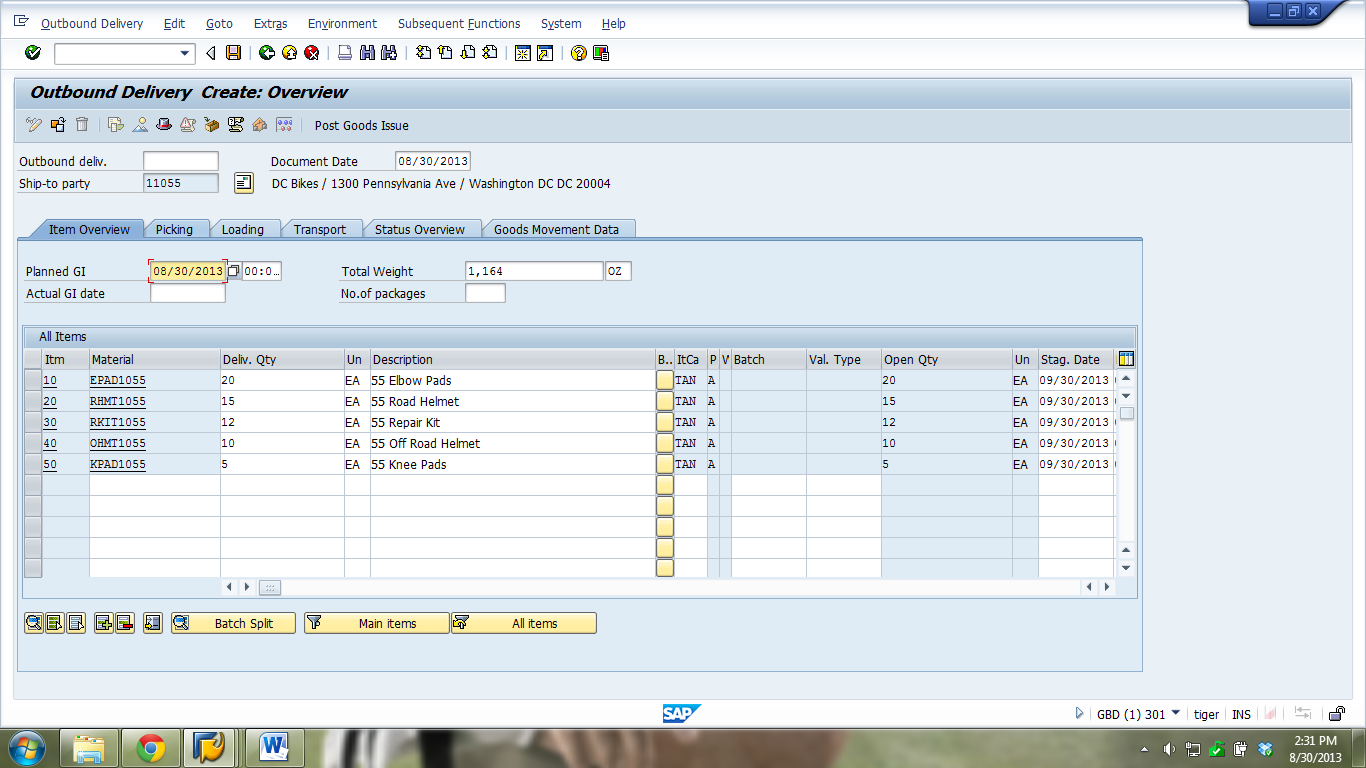 Outbound Delivery Edit Goto Extras Environment Subsequent Functions System Help
Outbound Delivery Create: Overview
Post Goods Issue
Outbound deliv. Document Date 08/30/2013
Ship-to party 11055 DC Bikes / 1300 Pennsylvania Ave / Washington DC DC 20004
Item Overview Picking Loading Transport Status Overview Goods Movement Data
Planned GI 08/30/2013 00:0... Total Weight 1,164 OZ
Actual GI date No.of packages
All Items
Itm Material Deliv. Qty Un Description B.. ItCa P W Batch Val. Type Open Qty Un Stag. Date
10 EPAD1055 20 EA 55 Elbow Pads TAN A 20 EA 09/30/2013
20 RHMT1055 15 EA 55 Road Helmet TAN A 15 EA 09/30/2013
30 RKIT1055 12 EA 55 Repair Kit TAN A 12 EA 09/30/2013
40 OHMT1055 10 EA 55 Off Road Helmet TAN A 10 EA 09/30/2013
50 KPAD1055 5 EA 55 Knee Pads TAN A 5 EA 09/30/2013
Batch Split Main items All items
SAP GBD (1) 301 tiger INS
2:31 PM
8/30/2013